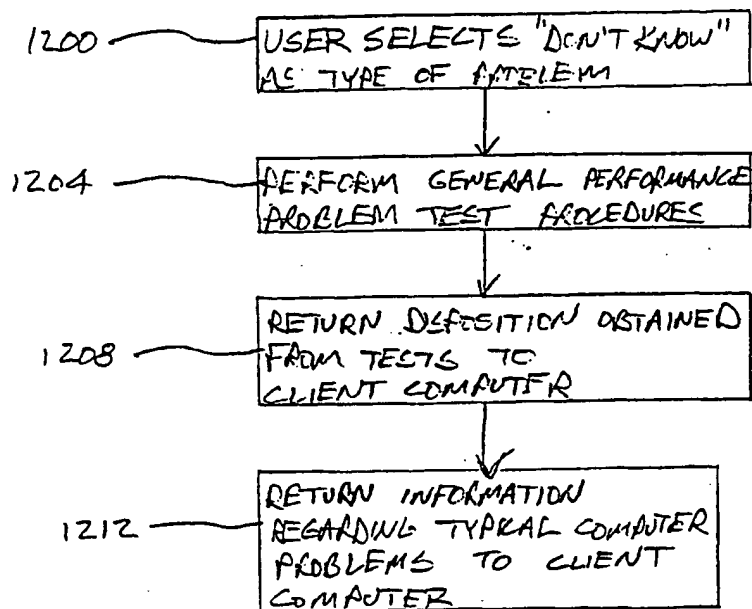 1200
USER SELECTS "DON'T KNOW"
AS TYPE OF PROBLEM
1204
PERFORM GENERAL PERFORMANCE
PROBLEM TEST PROCEDURES
1208
RETURN DISPOSITION OBTAINED
FROM TESTS TO
CLIENT COMPUTER
1212
RETURN INFORMATION
REGARDING TYPICAL COMPUTER
PROBLEMS TO CLIENT
COMPUTER